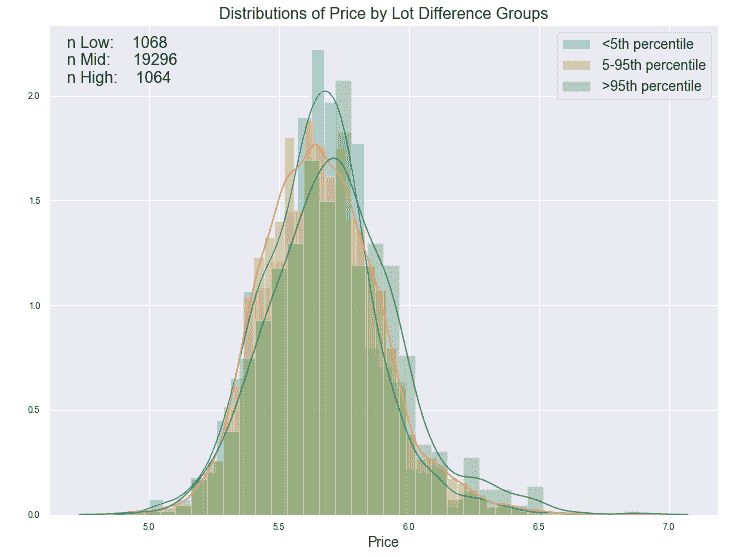 Distributions of Price by Lot Difference Groups
n Low: 1068
n Mid: 19296
n High: 1064
<5th percentile
5-95th percentile
>95th percentile
2.0
1.5
1.0
0.5
0.0
5.0 5.5 6.0 6.5 7.0
Price